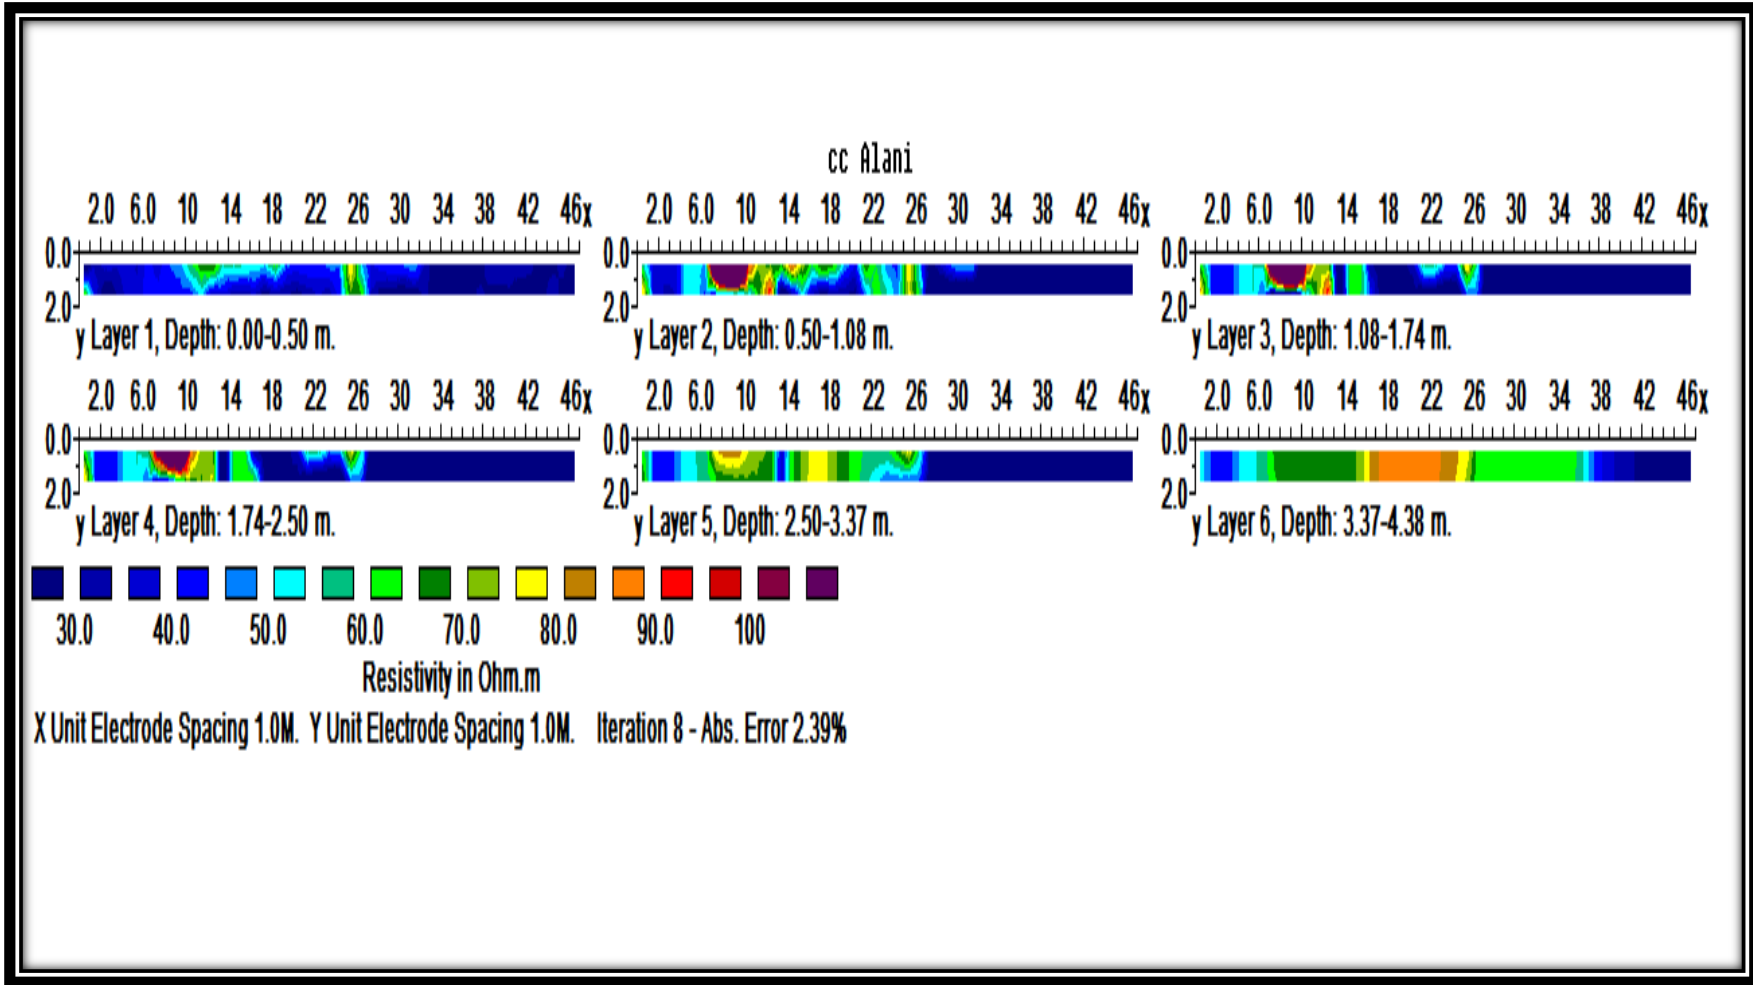 cc Alani
2.0 6.0 10 14 18 22 26 30 34 38 42 46x
0.0
2.0
y Layer 1, Depth: 0.00-0.50 m.
2.0 6.0 10 14 18 22 26 30 34 38 42 46x
0.0
2.0
y Layer 2, Depth: 0.50-1.08 m.
2.0 6.0 10 14 18 22 26 30 34 38 42 46x
0.0
2.0
y Layer 3, Depth: 1.08-1.74 m.
2.0 6.0 10 14 18 22 26 30 34 38 42 46x
0.0
2.0
y Layer 4, Depth: 1.74-2.50 m.
2.0 6.0 10 14 18 22 26 30 34 38 42 46x
0.0
2.0
y Layer 5, Depth: 2.50-3.37 m.
2.0 6.0 10 14 18 22 26 30 34 38 42 46x
0.0
2.0
y Layer 6, Depth: 3.37-4.38 m.
30.0 40.0 50.0 60.0 70.0 80.0 90.0 100
Resistivity in Ohm.m
X Unit Electrode Spacing 1.0M. Y Unit Electrode Spacing 1.0M. Iteration 8 - Abs. Error 2.39%